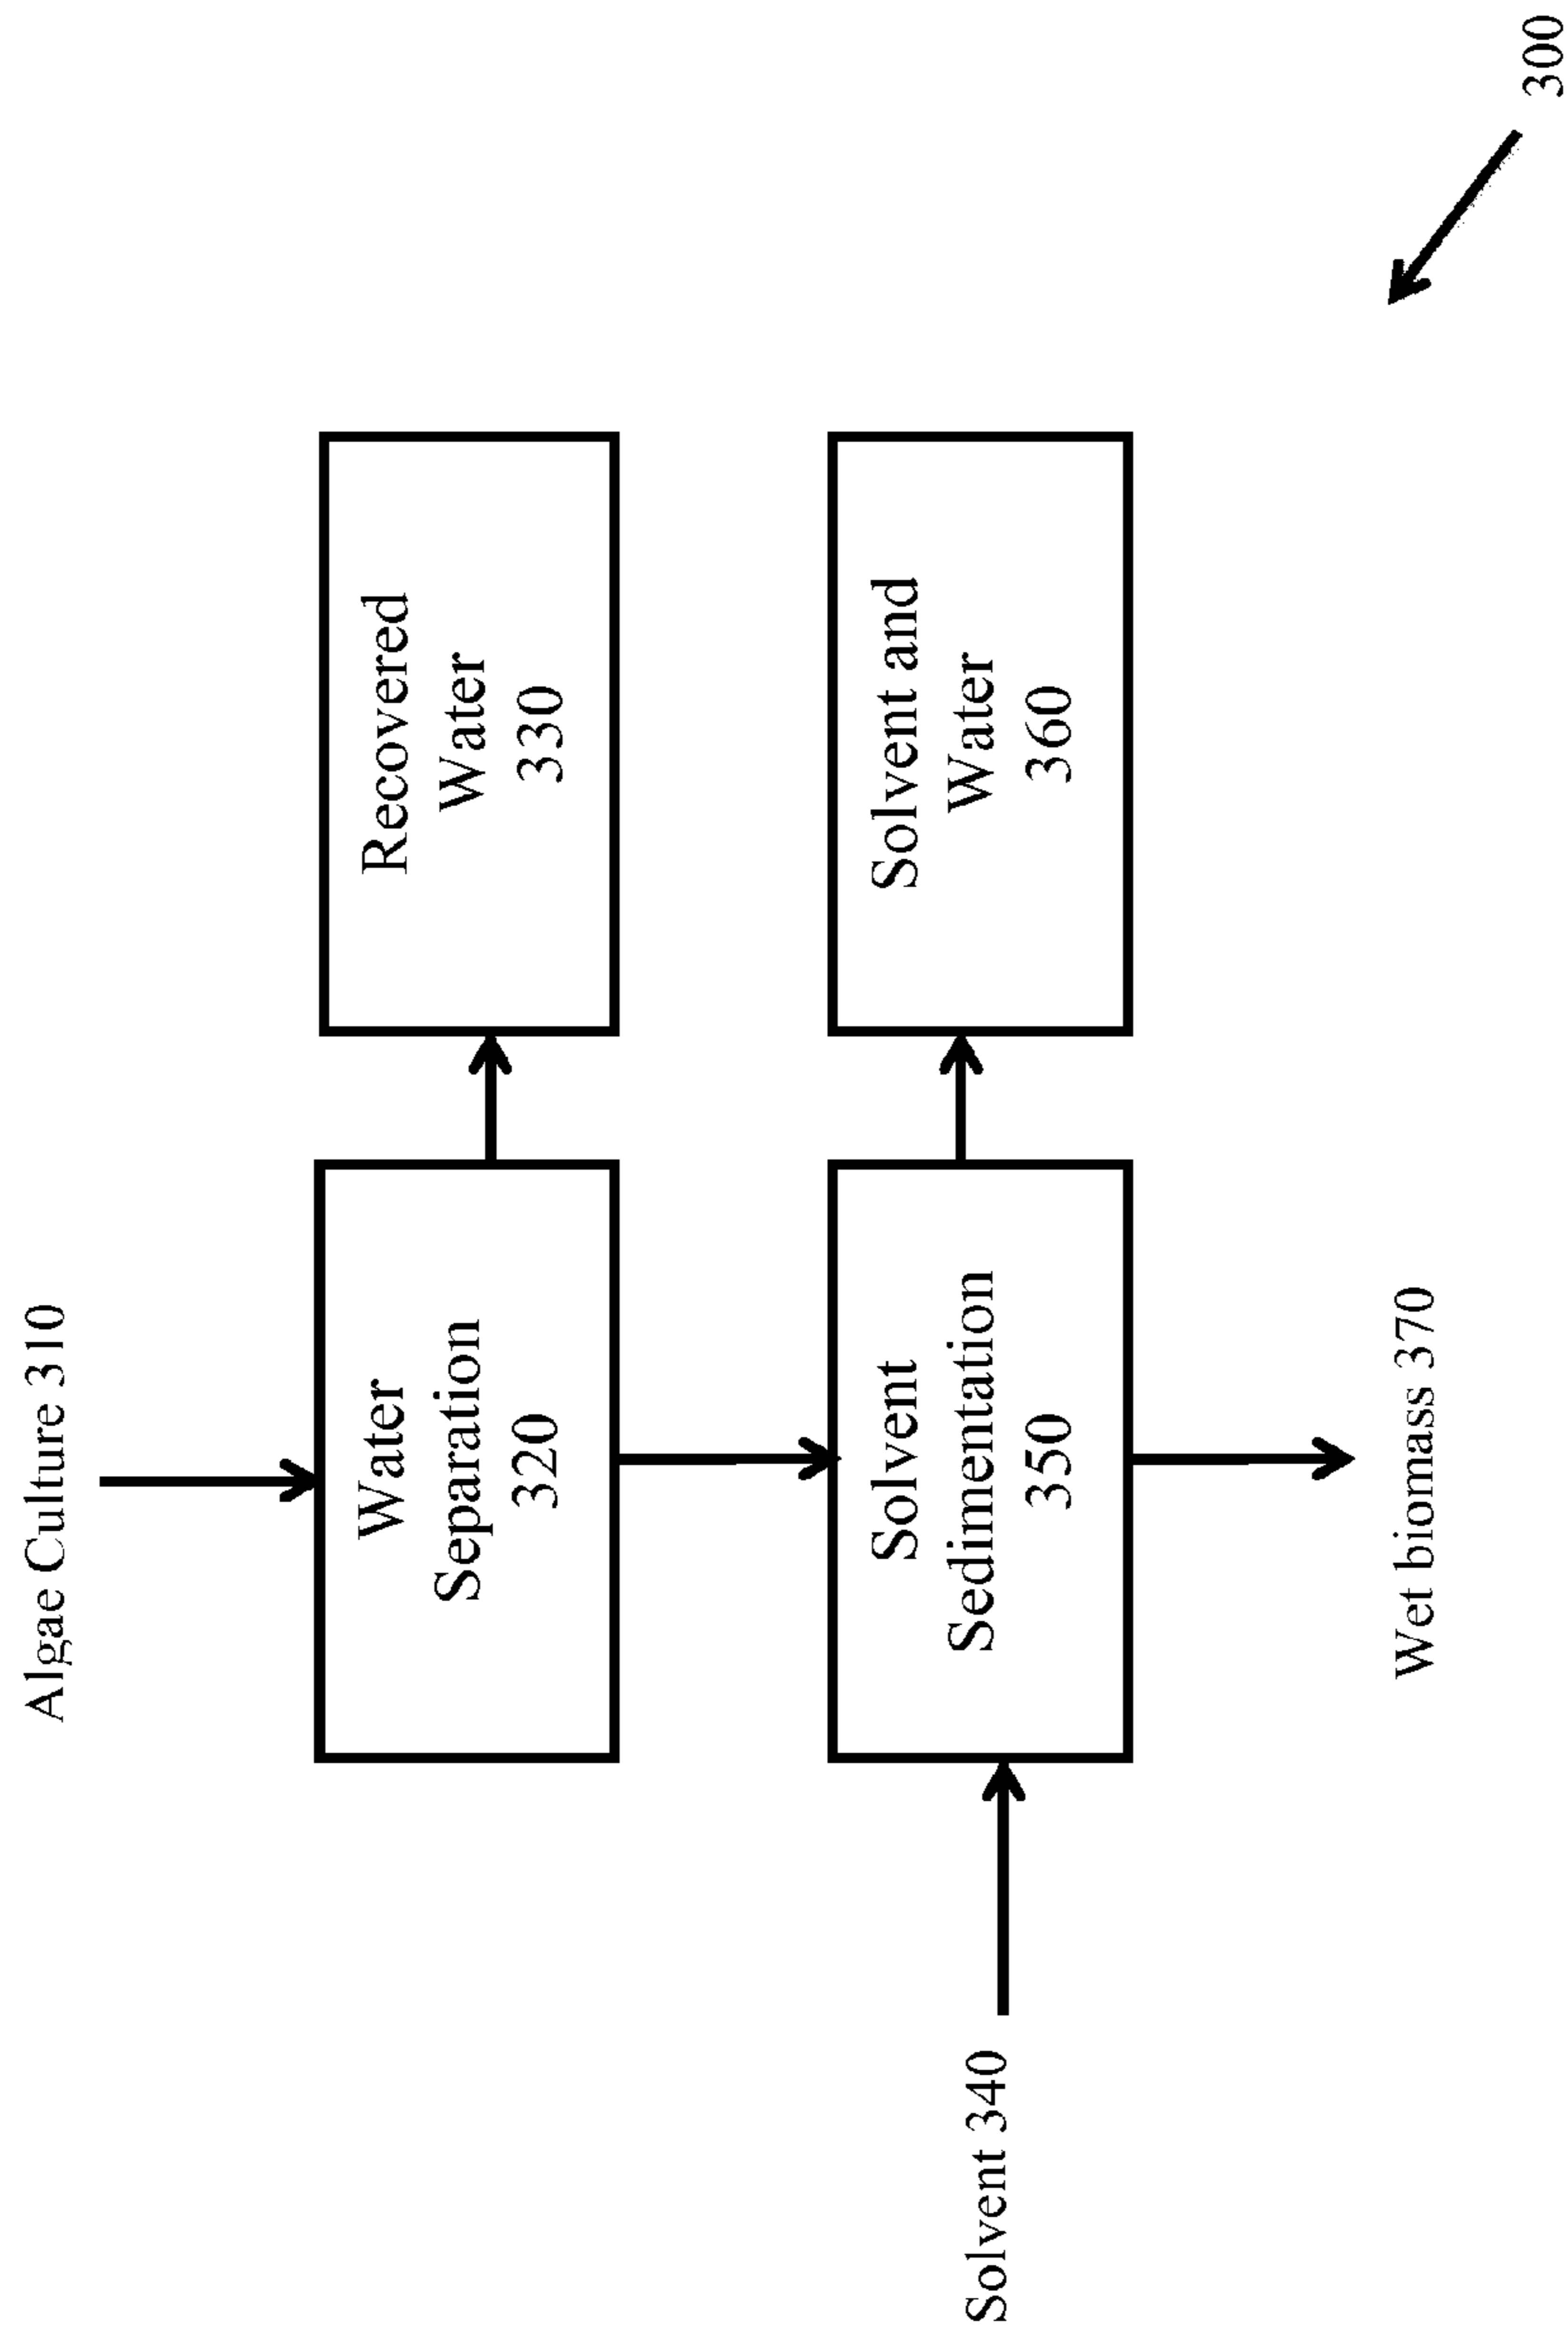 Algae Culture 310
Water
Separation
320
Recovered
Water
330
Solvent 340
Solvent
Sedimentation
350
Solvent and
Water
360
Wet biomass 370
300